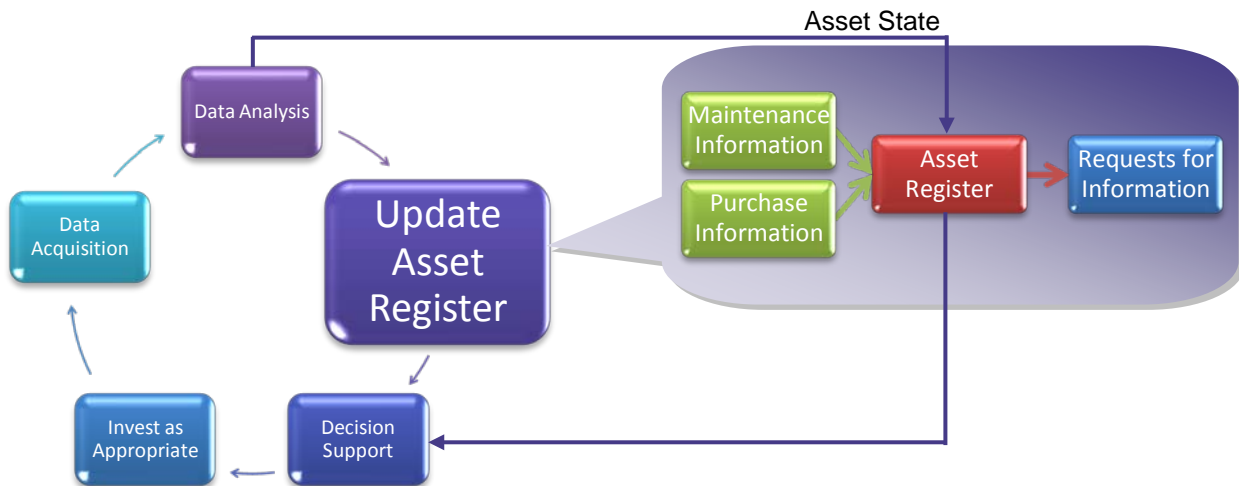 Asset State
Data Analysis
Update
Asset
Register
Data
Acquisition
Invest as
Appropriate
Decision
Support
Maintenance
Information
Purchase
Information
Asset
Register
Requests for
Information